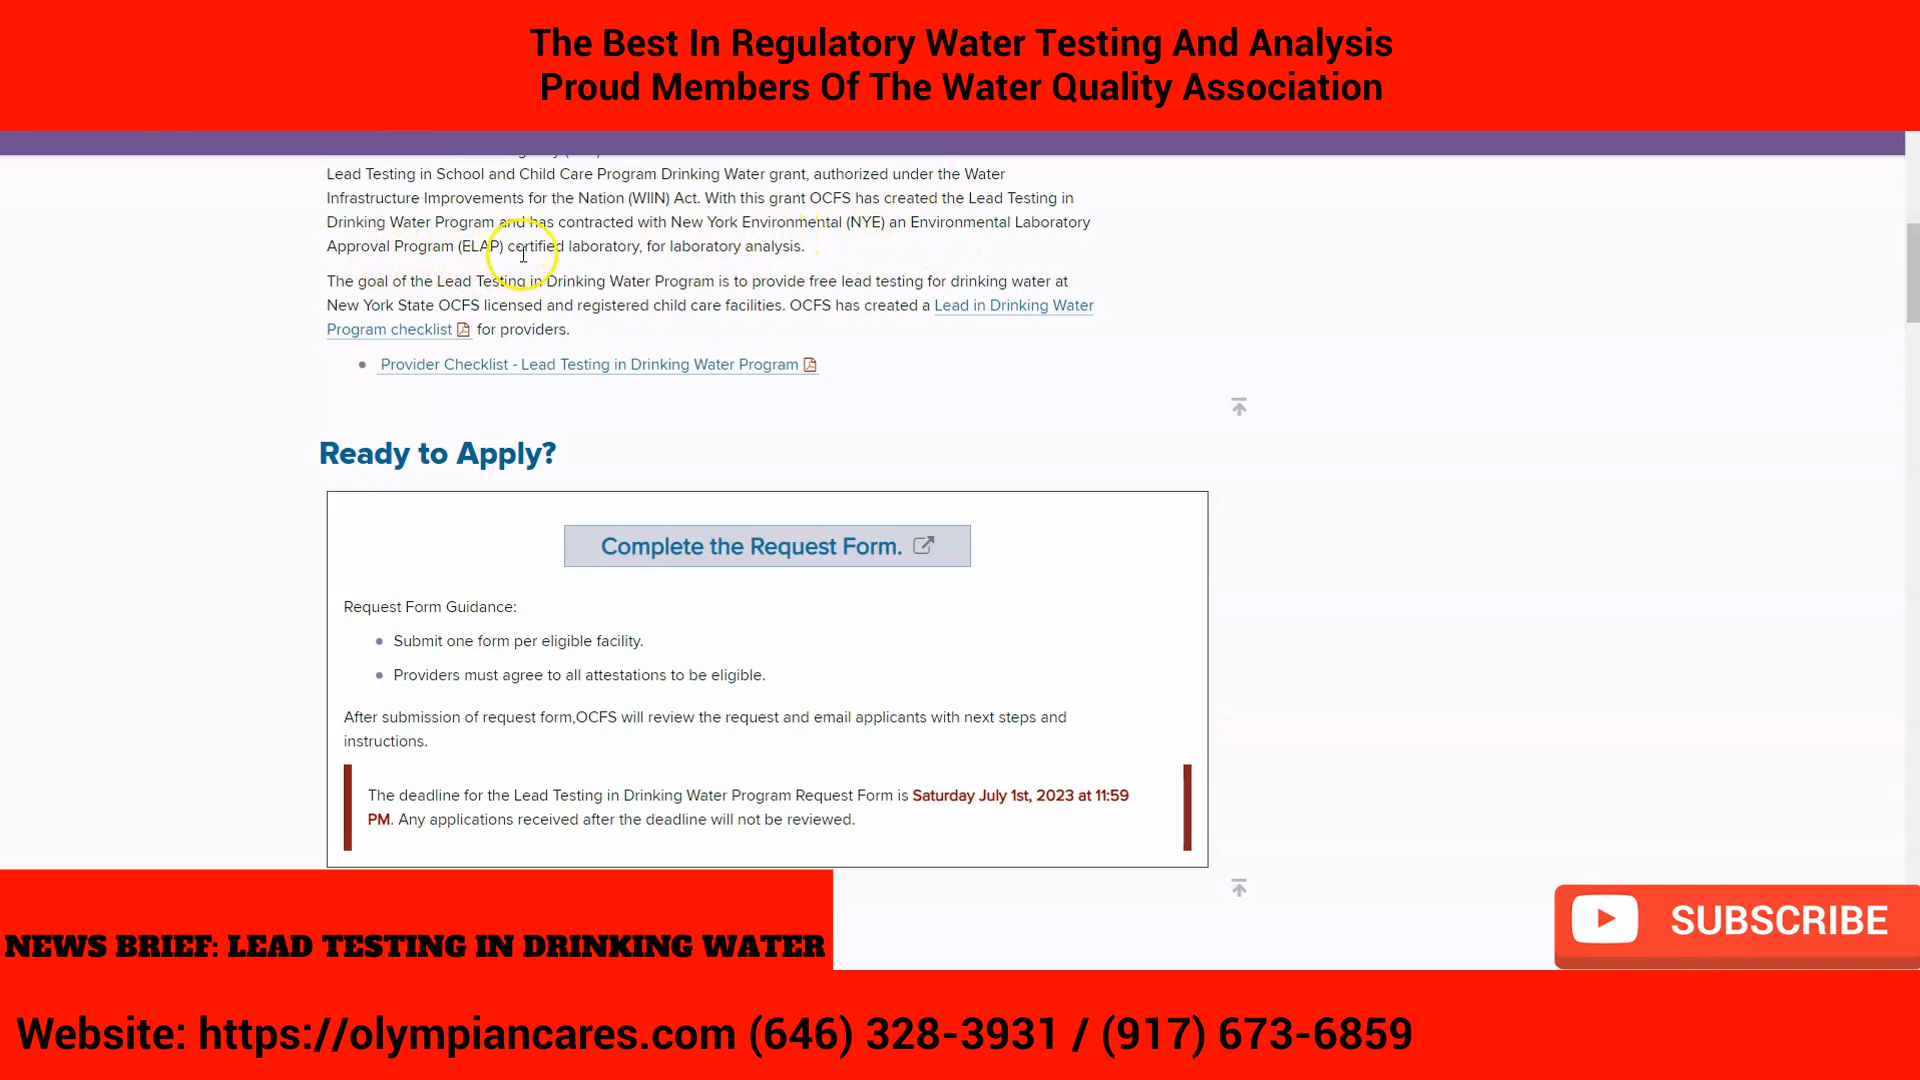 The Best In Regulatory Water Testing And Analysis
Proud Members Of The Water Quality Association
Lead Testing in School and Child Care Program Drinking Water grant, authorized under the Water
Infrastructure Improvements for the Nation (WIIN) Act. With this grant OCFS has created the Lead Testing in
Drinking Water Program and has contracted with New York Environmental (NYE) an Environmental Laboratory
Approval Program (ELAP) certified laboratory, for laboratory analysis.
The goal of the Lead Testing in Drinking Water Program is to provide free lead testing for drinking water at
New York State OCFS licensed and registered child care facilities. OCFS has created a Lead in Drinking Water
Program checklist for providers.
Provider Checklist - Lead Testing in Drinking Water Program
Ready to Apply?
Complete the Request Form.
Request Form Guidance:
Submit one form per eligible facility.
Providers must agree to all attestations to be eligible.
After submission of request form,OCFS will review the request and email applicants with next steps and
instructions.
The deadline for the Lead Testing in Drinking Water Program Request Form is Saturday July 1st, 2023 at 11:59
PM. Any applications received after the deadline will not be reviewed.
NEWS BRIEF: LEAD TESTING IN DRINKING WATER
SUBSCRIBE
Website: https://olympiancares.com (646) 328-3931 / (917) 673-6859